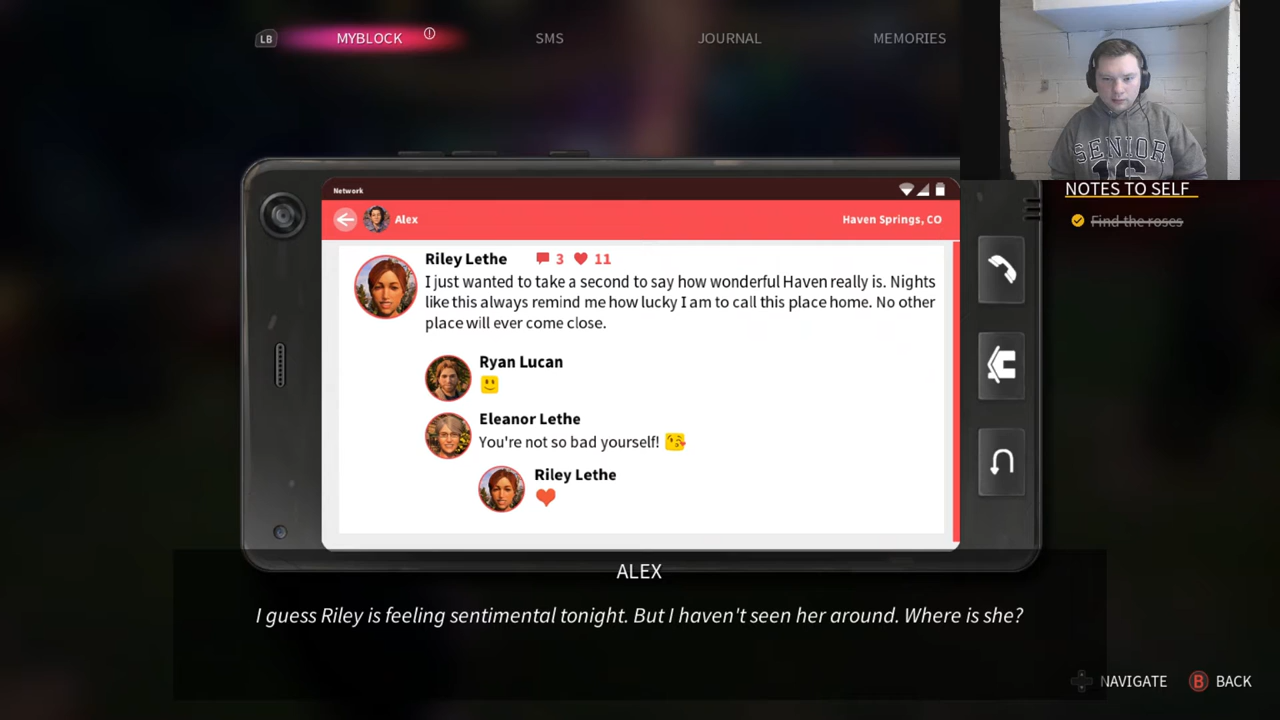 LB MYBLOCK SMS JOURNAL MEMORIES
SENIOR
16
NOTES TO SELF
Find the roses
Network
Alex
Haven Springs, CO
Riley Lethe 3 11
I just wanted to take a second to say how wonderful Haven really is. Nights
like this always remind me how lucky I am to call this place home. No other
place will ever come close.
Ryan Lucan
Eleanor Lethe
You're not so bad yourself!
Riley Lethe
ALEX
I guess Riley is feeling sentimental tonight. But I haven't seen her around. Where is she?
NAVIGATE B BACK